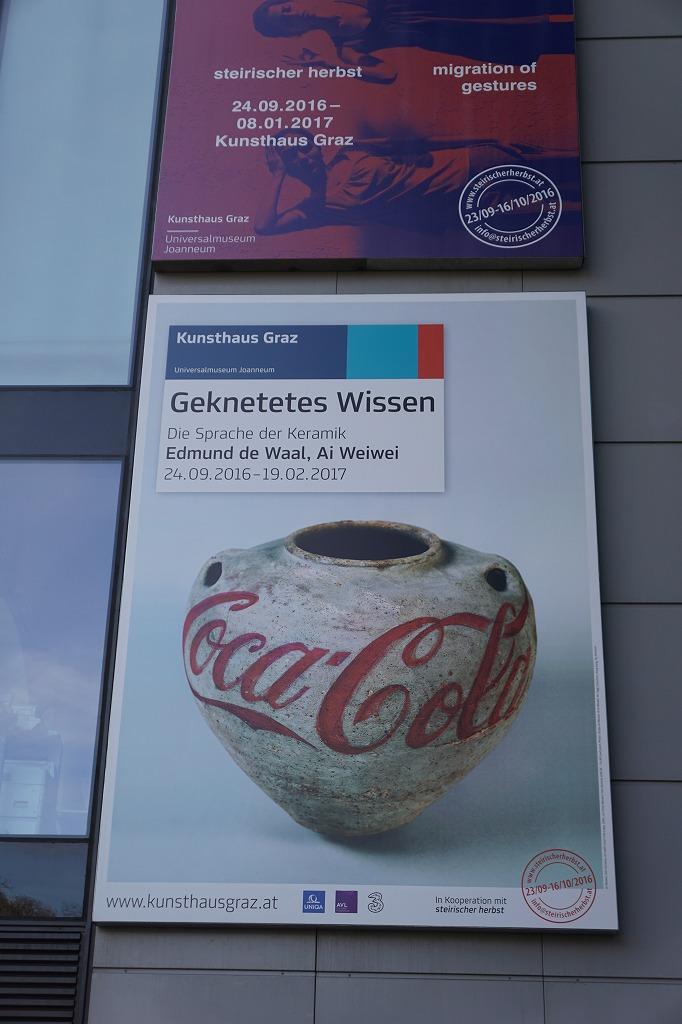 steirischer herbst
migration of
gestures
24.09.2016–
08.01.2017
Kunsthaus Graz
Kunsthaus Graz
Universalmuseum
Joanneum
www.steirischerherbst.at
23/09-16/10/2016
info@steirischerherbst.at
Kunsthaus Graz
Universalmuseum Joanneum
Geknetetes Wissen
Die Sprache der Keramik
Edmund de Waal, Ai Weiwei
24.09.2016–19.02.2017
Coca-Cola
www.kunsthausgraz.at
UNIQA
AVL
3
In Kooperation mit
steirischer herbst
www.steirischerherbst.at
23/09-16/10/2016
info@steirischerherbst.at